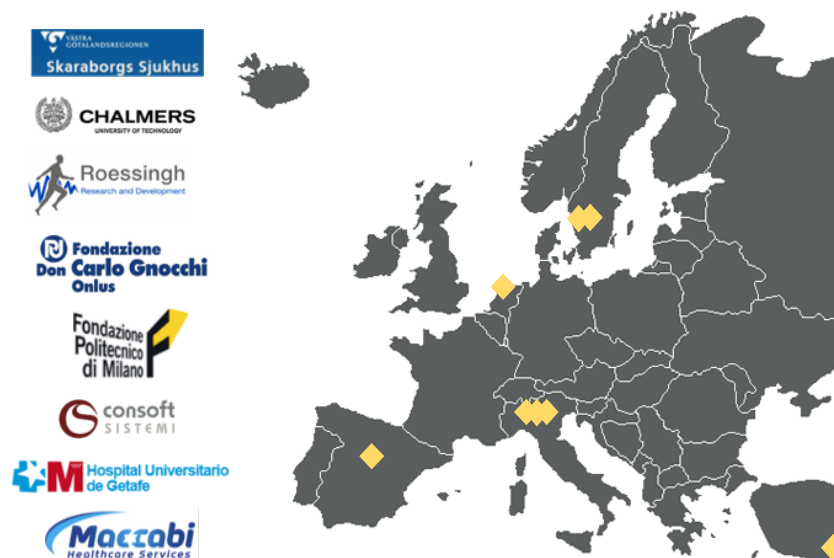 VÄSTRA
GÖTALANDSREGIONEN
Skaraborgs Sjukhus
CHALMERS
UNIVERSITY OF TECHNOLOGY
Roessingh
Research and Development
Fondazione
Don Carlo Gnocchi
Onlus
Fondazione
Politecnico
di Milano
consoft
SISTEMI
M Hospital Universitario
de Getafe
Maccabi
Healthcare Services